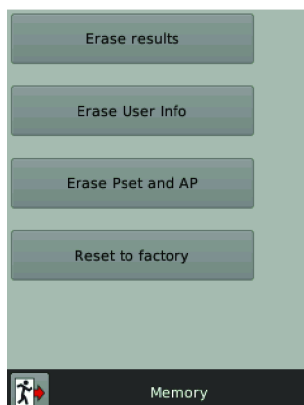 Erase results
Erase User Info
Erase Pset and AP
Reset to factory
Memory